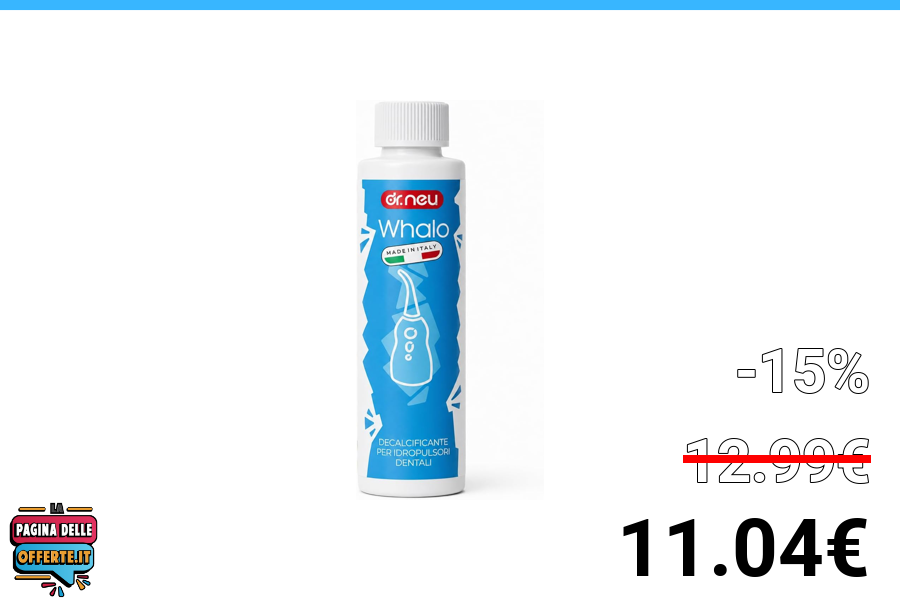 dr.neu
Whalo
MADE IN ITALY
DECALCIFICANTE
PER IDROPULSORI
DENTALI
-15%
12.99€
11.04€
LA
PAGINA DELLE
OFFERTE.IT